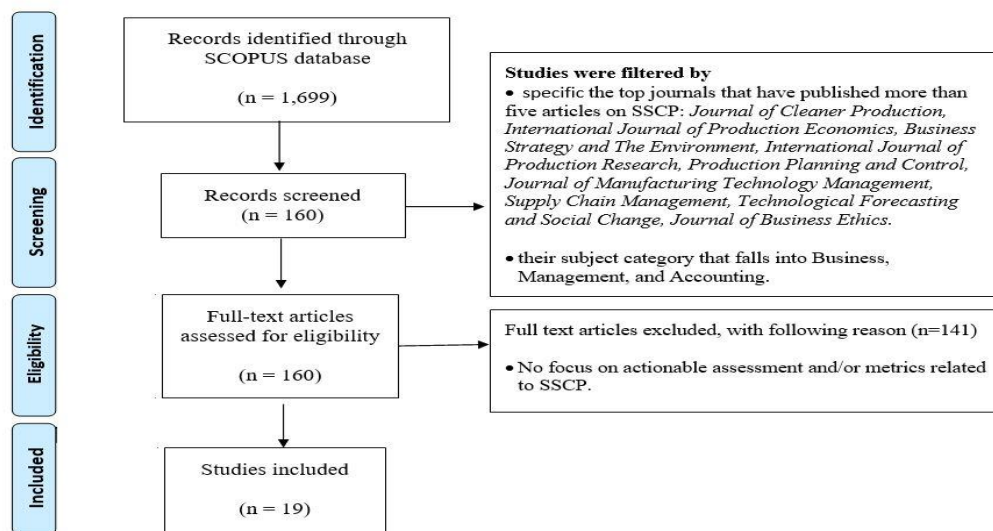 Identification
Records identified through
SCOPUS database
(n = 1,699)
Studies were filtered by
• specific the top journals that have published more than
five articles on SSCP: Journal of Cleaner Production,
International Journal of Production Economics, Business
Strategy and The Environment, International Journal of
Production Research, Production Planning and Control,
Journal of Manufacturing Technology Management,
Supply Chain Management, Technological Forecasting
and Social Change, Journal of Business Ethics.
• their subject category that falls into Business,
Management, and Accounting.
Screening
Records screened
(n = 160)
Eligibility
Full-text articles
assessed for eligibility
(n = 160)
Full text articles excluded, with following reason (n=141)
• No focus on actionable assessment and/or metrics related
to SSCP.
Included
Studies included
(n = 19)